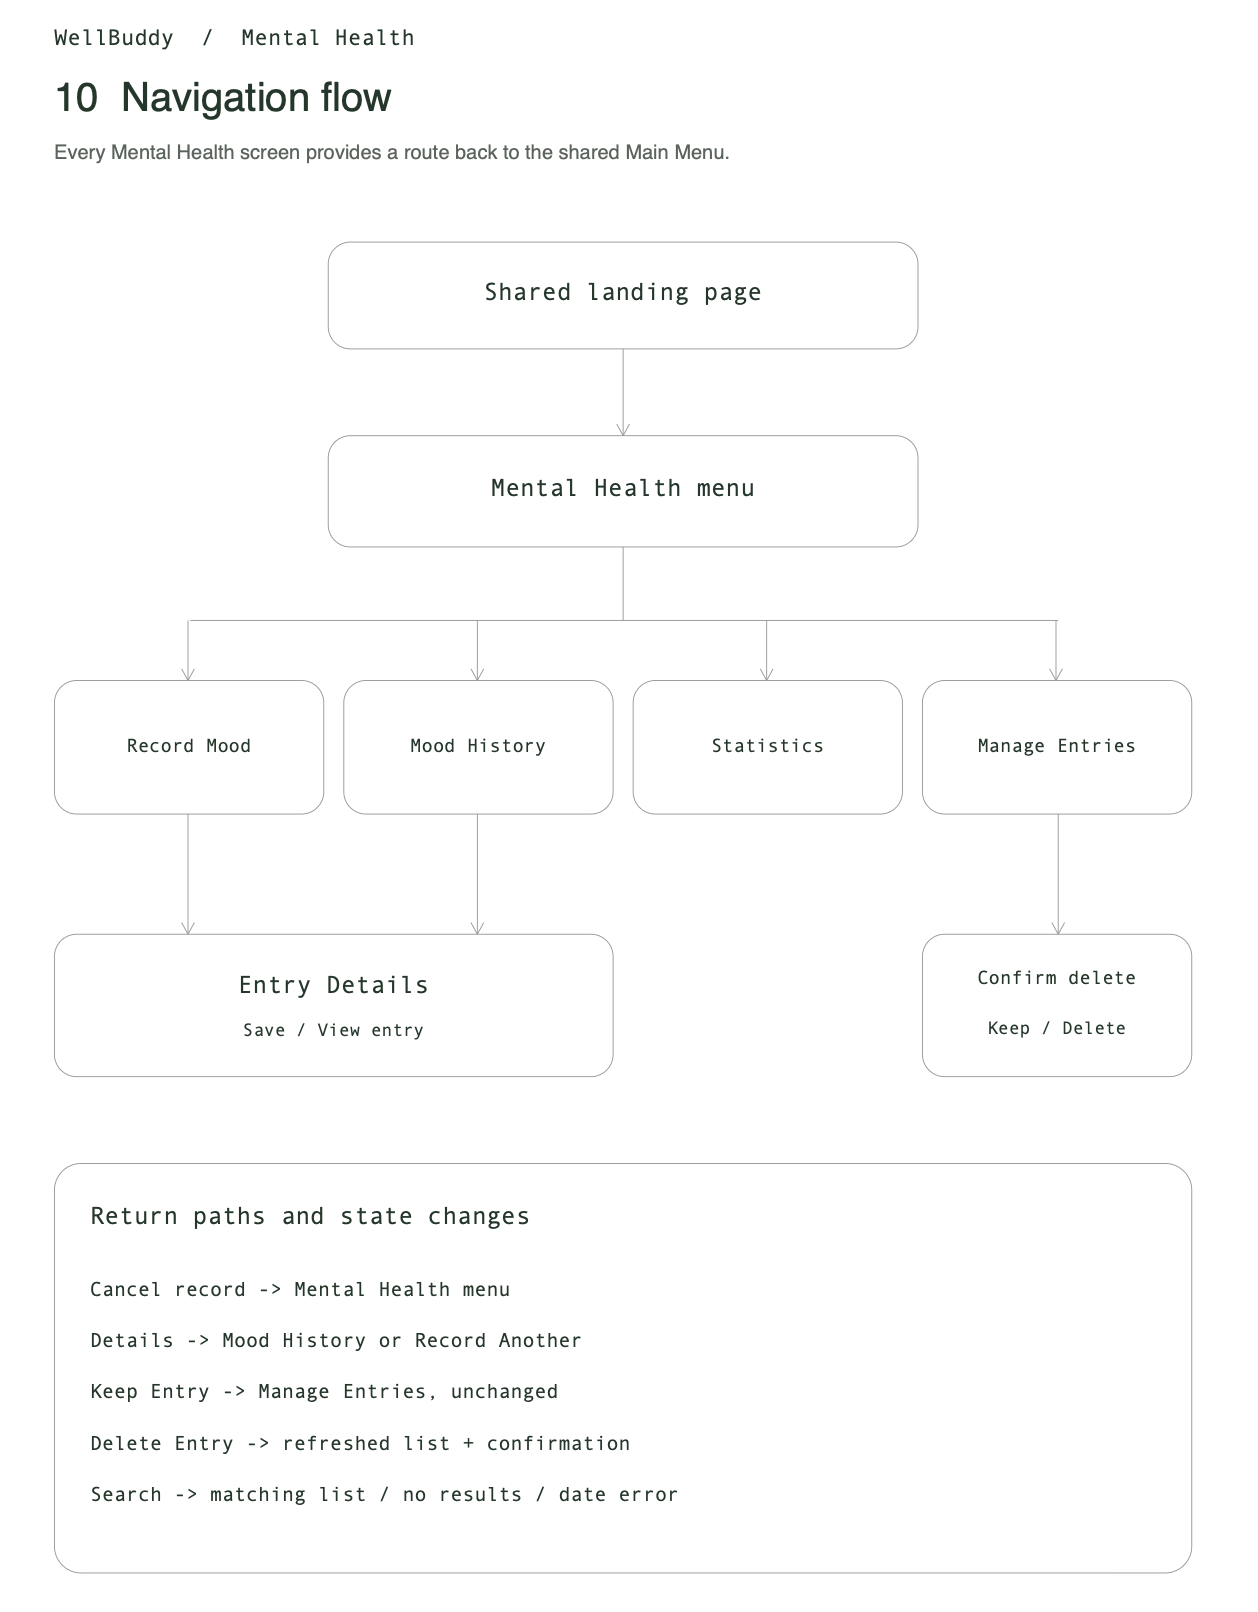 WellBuddy / Mental Health
10 Navigation flow
Every Mental Health screen provides a route back to the shared Main Menu.
Shared landing page
Mental Health menu
Record Mood
Mood History
Statistics
Manage Entries
Entry Details
Save / View entry
Confirm delete
Keep / Delete
Return paths and state changes
Cancel record -> Mental Health menu
Details -> Mood History or Record Another
Keep Entry -> Manage Entries, unchanged
Delete Entry -> refreshed list + confirmation
Search -> matching list / no results / date error